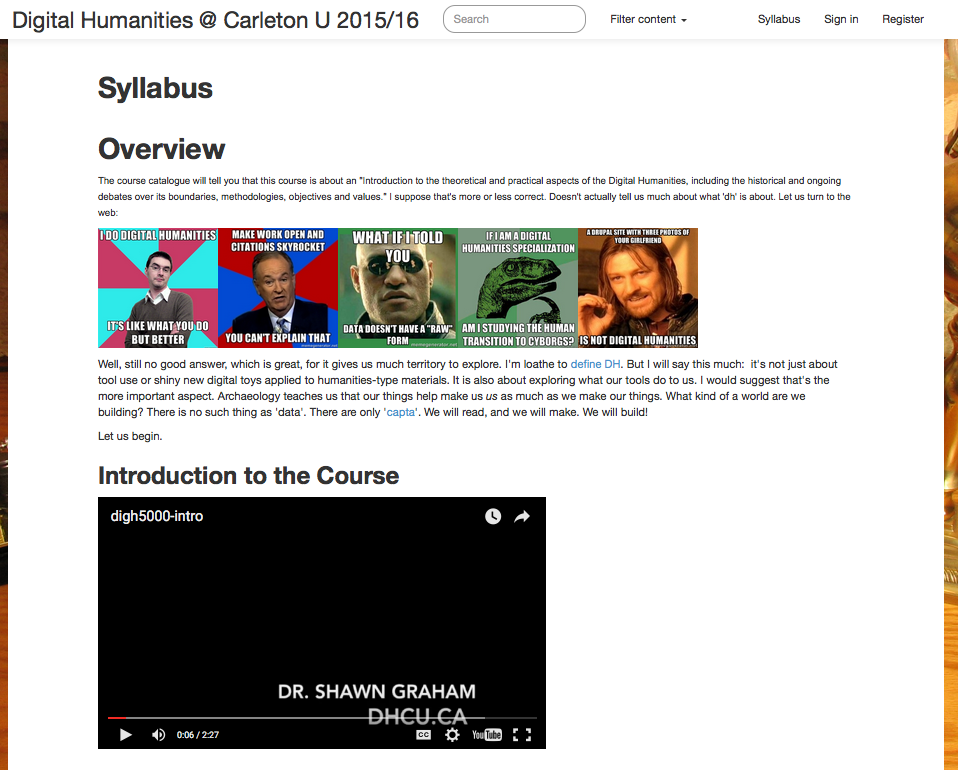 Digital Humanities @ Carleton U 2015/16
Search
Filter content
Syllabus
Sign in
Register
Syllabus
Overview
The course catalogue will tell you that this course is about an "Introduction to the theoretical and practical aspects of the Digital Humanities, including the historical and ongoing
debates over its boundaries, methodologies, objectives and values." I suppose that's more or less correct. Doesn't actually tell us much about what 'dh' is about. Let us turn to the
web:
I DO DIGITAL HUMANITIES
IT'S LIKE WHAT YOU DO
BUT BETTER
MAKE WORK OPEN AND
CITATIONS SKYROCKET
YOU CAN'T EXPLAIN THAT
WHAT IF I TOLD
YOU
DATA DOESN'T HAVE A "RAW"
FORM
IF I AM A DIGITAL
HUMANITIES SPECIALIZATION
AM I STUDYING THE HUMAN
TRANSITION TO CYBORGS?
A DRUPAL SITE WITH THREE PHOTOS OF
YOUR GIRLFRIEND
IS NOT DIGITAL HUMANITIES
Well, still no good answer, which is great, for it gives us much territory to explore. I'm loathe to define DH. But I will say this much:  it's not just about
tool use or shiny new digital toys applied to humanities-type materials. It is also about exploring what our tools do to us. I would suggest that's the
more important aspect. Archaeology teaches us that our things help make us us as much as we make our things. What kind of a world are we
building? There is no such thing as 'data'. There are only 'capta'. We will read, and we will make. We will build!
Let us begin.
Introduction to the Course
digh5000-intro
DR. SHAWN GRAHAM
DHCU.CA
0:06 / 2:27
CC
YouTube